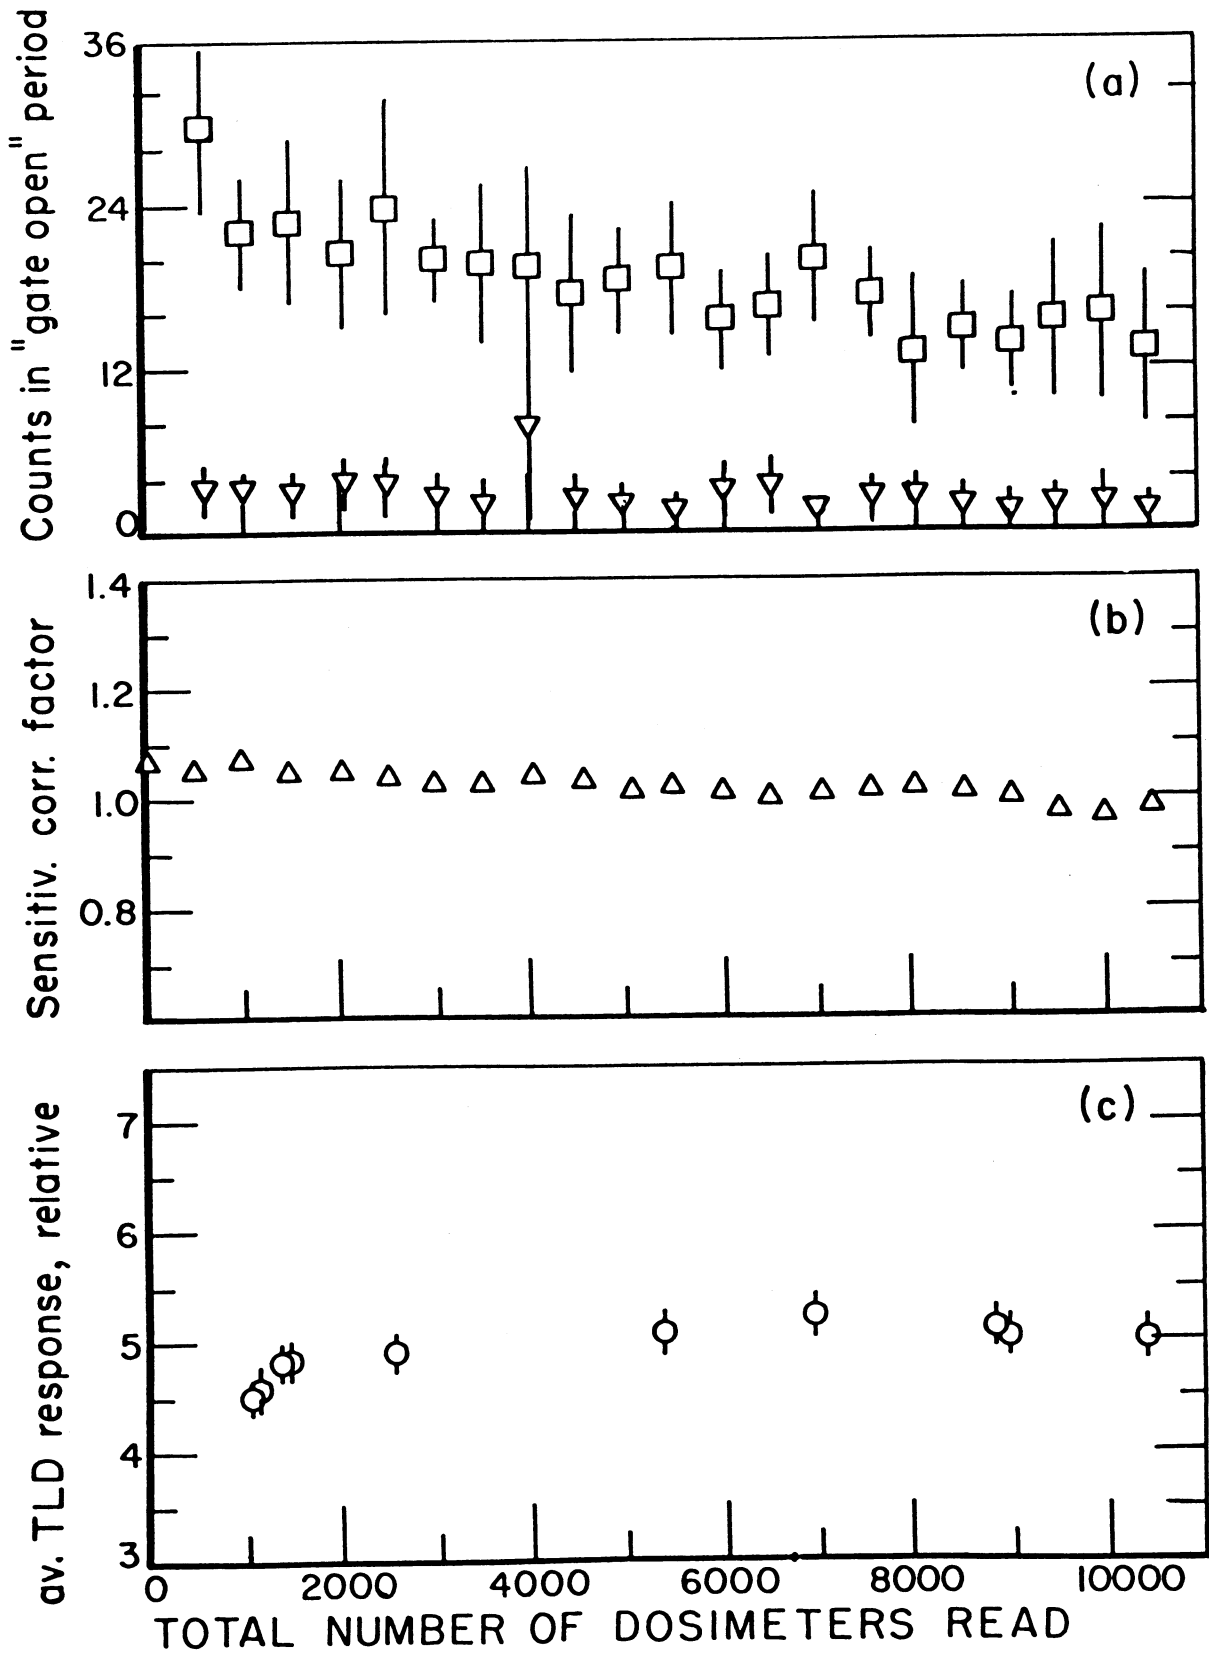 Counts in "gate open" period
36
24
12
0
(a)
Sensitiv. corr. factor
1.4
1.2
1.0
0.8
(b)
av. TLD response, relative
7
6
5
4
3
(c)
0 2000 4000 6000 8000 10000
TOTAL NUMBER OF DOSIMETERS READ